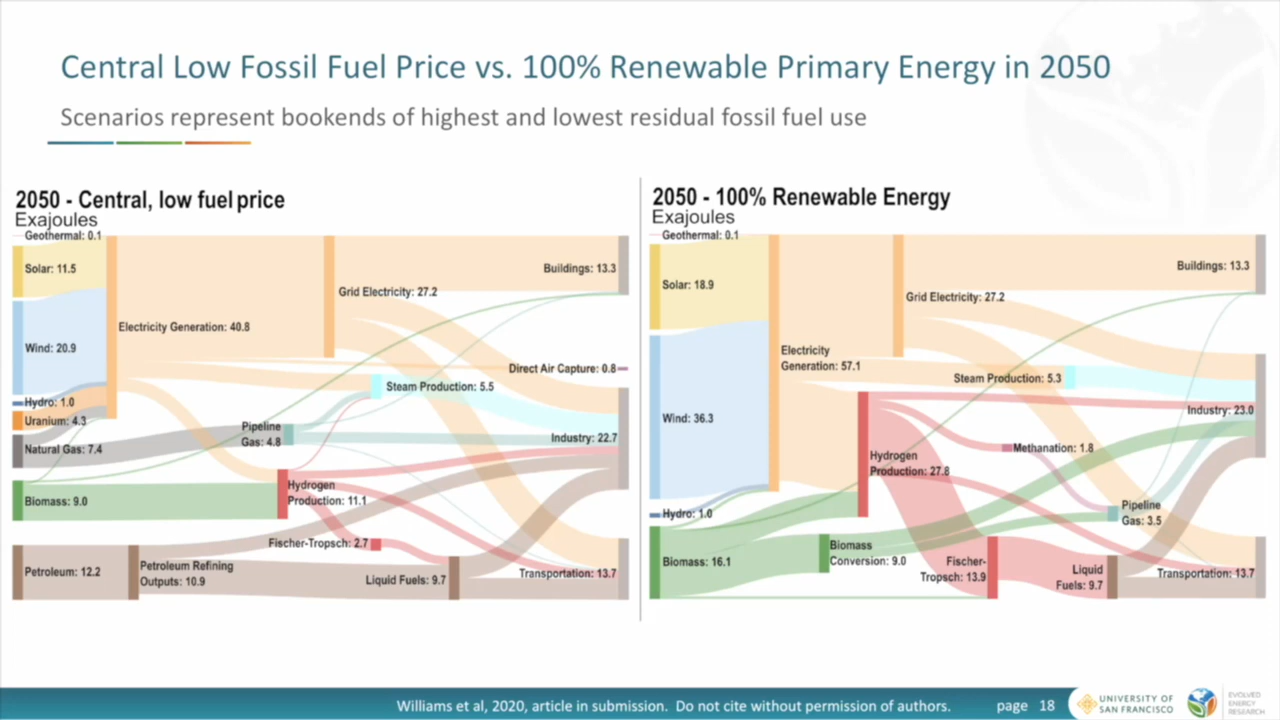 Central Low Fossil Fuel Price vs. 100% Renewable Primary Energy in 2050
Scenarios represent bookends of highest and lowest residual fossil fuel use
2050 - Central, low fuel price
Exajoules
Geothermal: 0.1
Solar: 11.5
Wind: 20.9
Hydro: 1.0
Uranium: 4.3
Natural Gas: 7.4
Biomass: 9.0
Petroleum: 12.2
Electricity Generation: 40.8
Petroleum Refining
Outputs: 10.9
Grid Electricity: 27.2
Steam Production: 5.5
Pipeline
Gas: 4.8
Hydrogen
Production: 11.1
Fischer-Tropsch: 2.7
Liquid Fuels: 9.7
Buildings: 13.3
Direct Air Capture: 0.8
Industry: 22.7
Transportation: 13.7
2050 - 100% Renewable Energy
Exajoules
Geothermal: 0.1
Solar: 18.9
Wind: 36.3
Hydro: 1.0
Biomass: 16.1
Electricity
Generation: 57.1
Biomass
Conversion: 9.0
Grid Electricity: 27.2
Hydrogen
Production: 27.8
Steam Production: 5.3
Methanation: 1.8
Fischer-
Tropsch: 13.9
Pipeline
Gas: 3.5
Liquid
Fuels: 9.7
Buildings: 13.3
Industry: 23.0
Transportation: 13.7
Williams et al, 2020, article in submission. Do not cite without permission of authors.
page 18
UNIVERSITY OF
SAN FRANCISCO
EVOLVED
ENERGY
RESEARCH